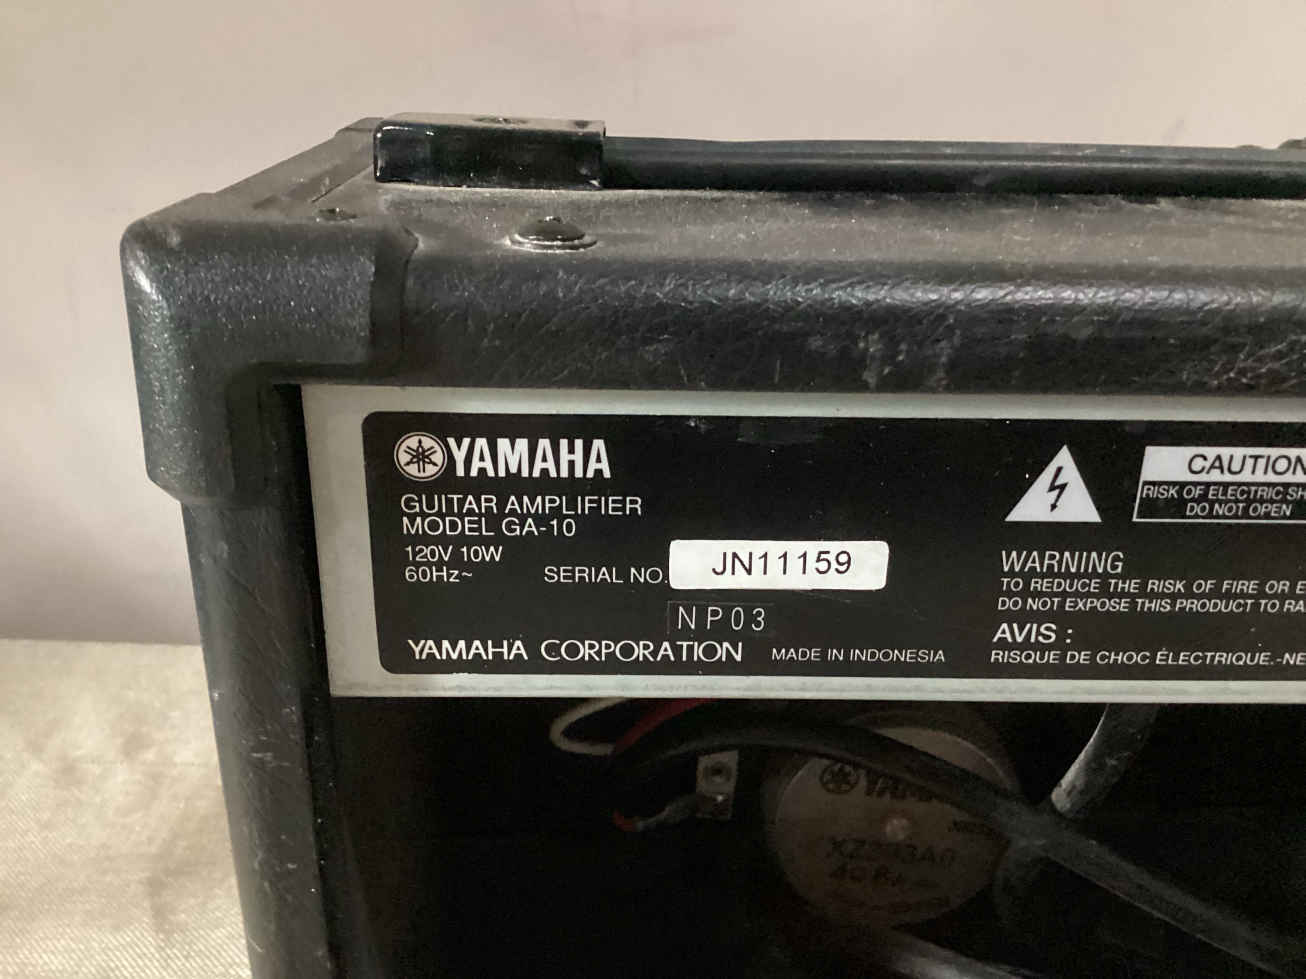 YAMAHA
GUITAR AMPLIFIER
MODEL GA-10
120V 10W
60Hz~
SERIAL NO. JN11159
NP03
YAMAHA CORPORATION MADE IN INDONESIA
CAUTION
RISK OF ELECTRIC SH
DO NOT OPEN
WARNING
TO REDUCE THE RISK OF FIRE OR E
DO NOT EXPOSE THIS PRODUCT TO RA
AVIS :
RISQUE DE CHOC ÉLECTRIQUE.-NE
YAMAHA